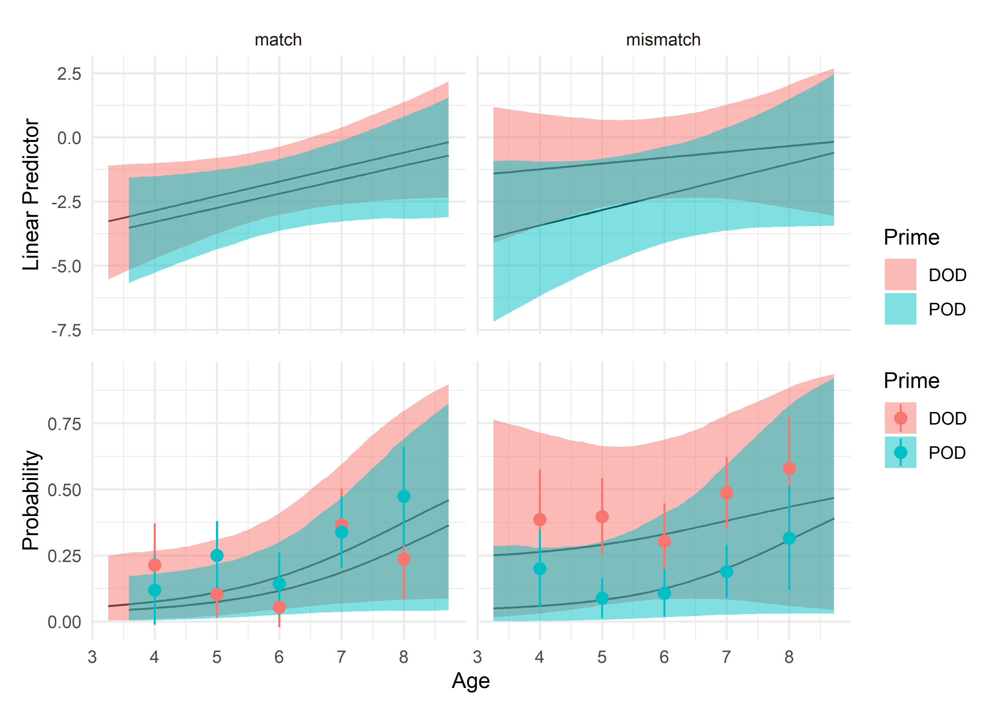 match
mismatch
Linear Predictor
2.5
0.0
-2.5
-5.0
-7.5
Prime
DOD
POD
Probability
0.75
0.50
0.25
0.00
Prime
DOD
POD
3 4 5 6 7 8
3 4 5 6 7 8
Age